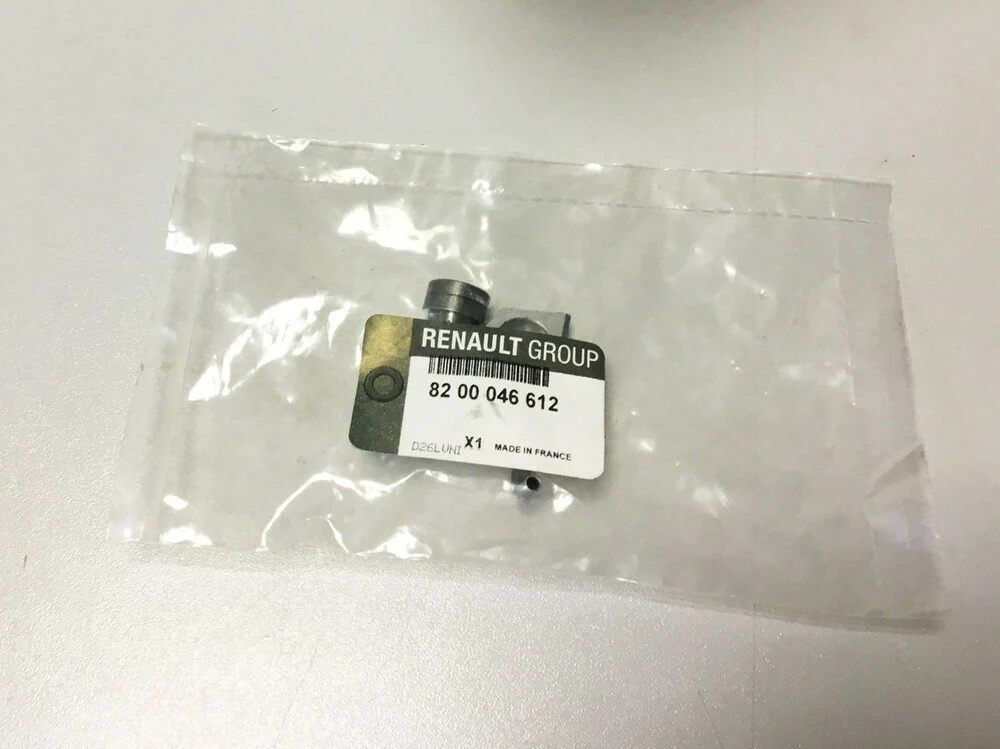 RENAULT GROUP
82 00 046 612
D26LUNI X1 MADE IN FRANCE